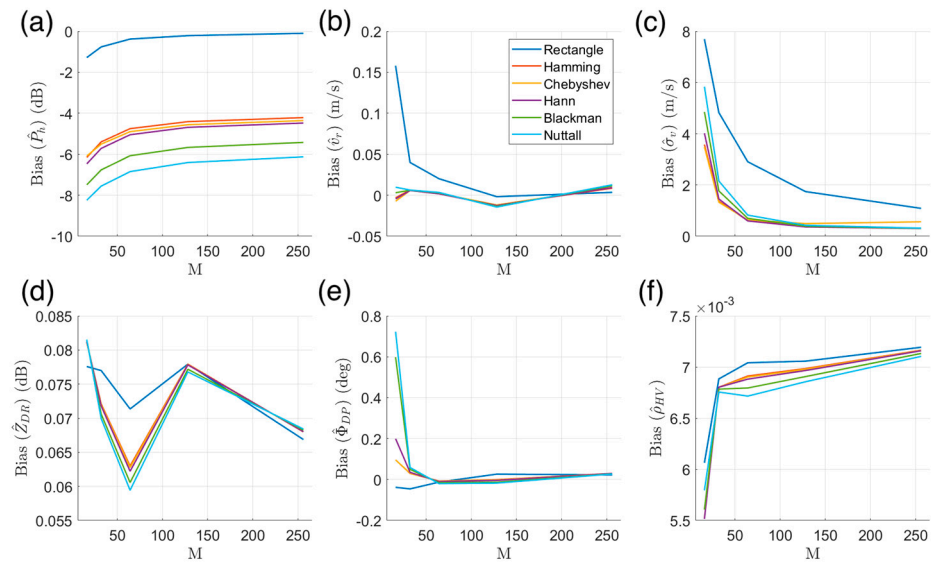 (a)
0
-2
-4
-6
-8
-10
Bias (P̂h) (dB)
50 100 150 200 250
M
(b)
0.2
0.15
0.1
0.05
0
-0.05
Bias (v̂r) (m/s)
50 100 150 200 250
M
Rectangle
Hamming
Chebyshev
Hann
Blackman
Nuttall
(c)
8
6
4
2
0
Bias (σ̂v) (m/s)
50 100 150 200 250
M
(d)
0.085
0.08
0.075
0.07
0.065
0.06
0.055
Bias (ẐDR) (dB)
50 100 150 200 250
M
(e)
0.8
0.6
0.4
0.2
0
-0.2
Bias (Φ̂DP) (deg)
50 100 150 200 250
M
(f)
×10-3
7.5
7
6.5
6
5.5
Bias (ρ̂HV)
50 100 150 200 250
M